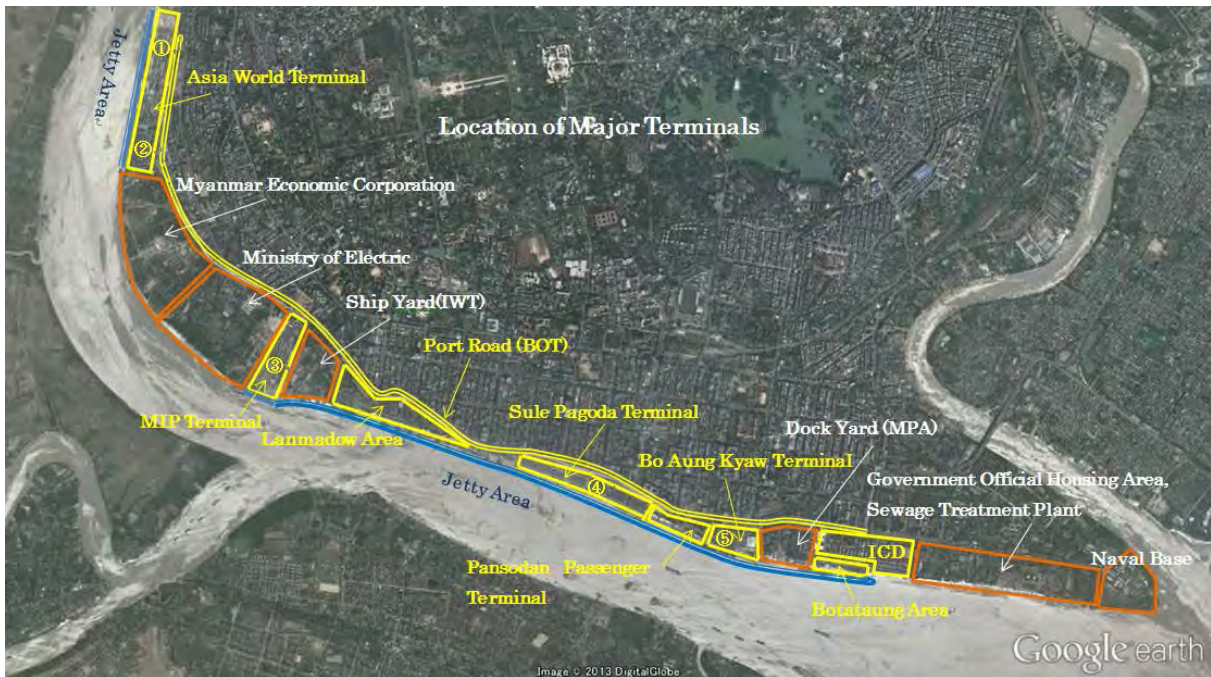 ①
Jetty Area
Asia World Terminal
Location of Major Terminals
②
Myanmar Economic Corporation
Ministry of Electric
Ship Yard(IWT)
Port Road (BOT)
③
Sule Pagoda Terminal
MIP Terminal
Lanmadow Area
Dock Yard (MPA)
Bo Aung Kyaw Terminal
Jetty Area
④
Government Official Housing Area,
Sewage Treatment Plant
⑤
ICD
Naval Base
Pansodan Passenger
Terminal
Botataung Area
Google earth
Image © 2013 DigitalGlobe